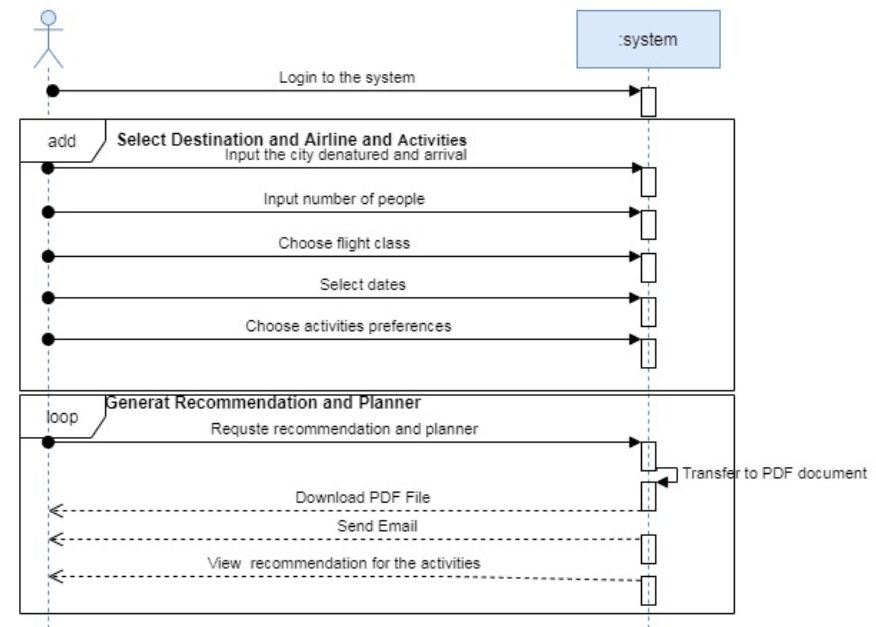 :system
Login to the system
add
Select Destination and Airline and Activities
Input the city denatured and arrival
Input number of people
Choose flight class
Select dates
Choose activities preferences
Generat Recommendation and Planner
loop
Requste recommendation and planner
Transfer to PDF document
Download PDF File
Send Email
View recommendation for the activities